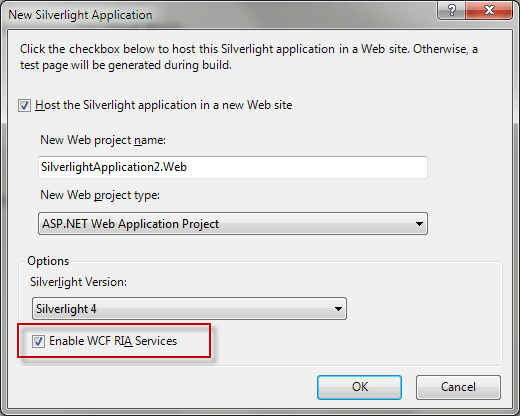 New Silverlight Application
Click the checkbox below to host this Silverlight application in a Web site. Otherwise, a
test page will be generated during build.
Host the Silverlight application in a new Web site
New Web project name:
SilverlightApplication2.Web
New Web project type:
ASP.NET Web Application Project
Options
Silverlight Version:
Silverlight 4
Enable WCF RIA Services
OK
Cancel